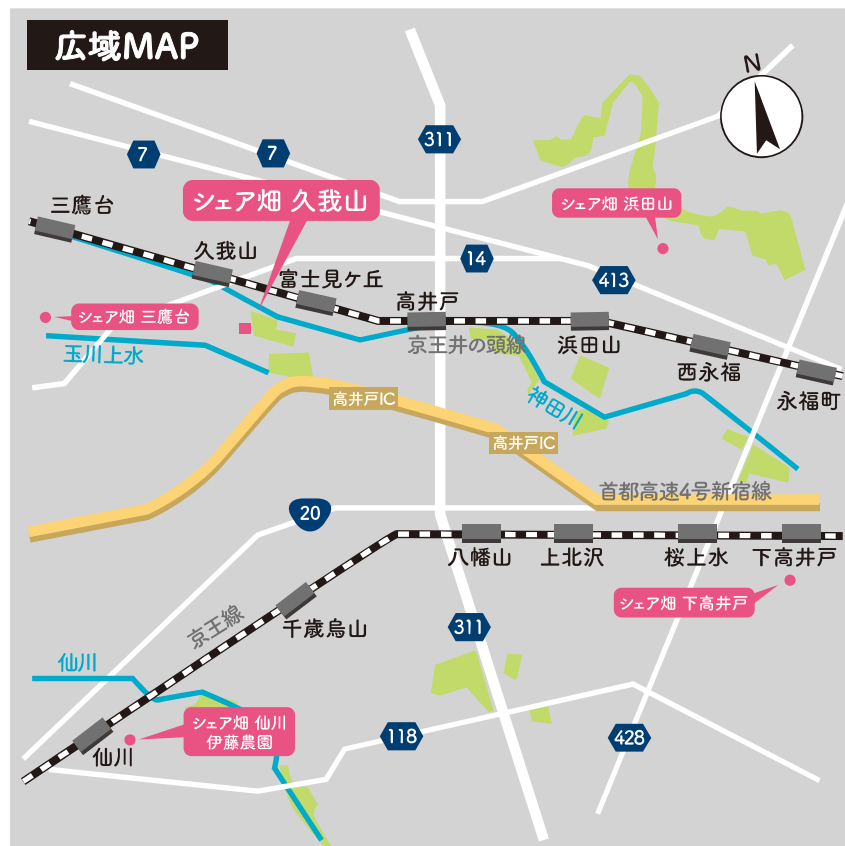 広域MAP
N
311
7
7
三鷹台
シェア畑 久我山
シェア畑 浜田山
久我山
14
富士見ケ丘
413
高井戸
シェア畑 三鷹台
玉川上水
京王井の頭線
浜田山
西永福
永福町
高井戸IC
神田川
高井戸IC
首都高速4号新宿線
20
八幡山
上北沢
桜上水
下高井戸
シェア畑 下高井戸
京王線
千歳烏山
311
仙川
シェア畑 仙川
伊藤農園
118
428
仙川